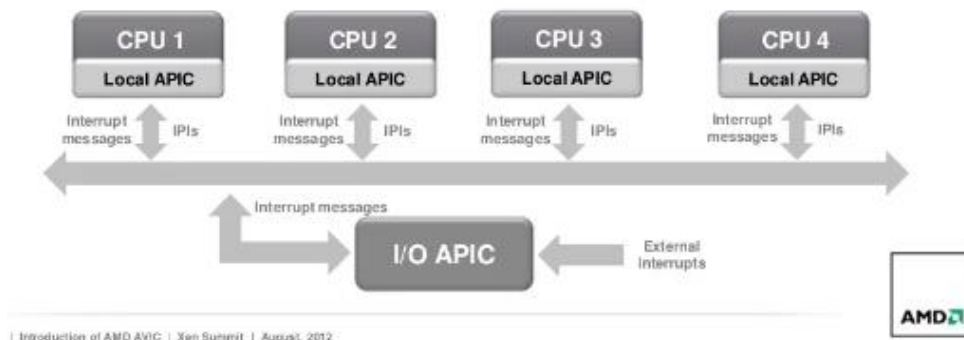 CPU 1
Local APIC
CPU 2
Local APIC
CPU 3
Local APIC
CPU 4
Local APIC
Interrupt
messages
IPIs
Interrupt
messages
IPIs
Interrupt
messages
IPIs
Interrupt
messages
IPIs
Interrupt messages
I/O APIC
External
Interrupts
| Introduction of AMD AVIC | Xen Summit | August, 2012
AMD